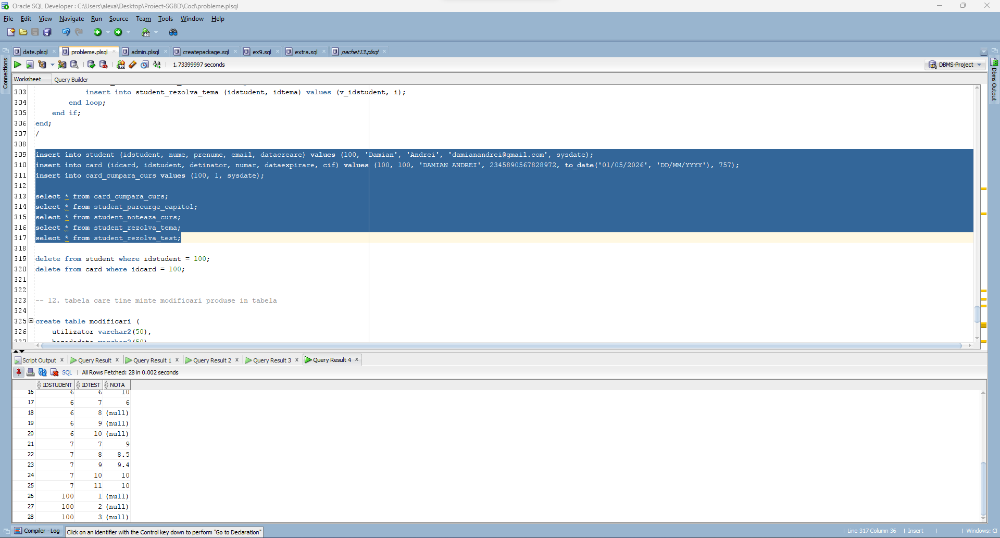 Oracle SQL Developer : C:\Users\alexa\Desktop\Proiect-SGBD\Cod\probleme.plsql
File Edit View Navigate Run Source Team Tools Window Help
date.plsql probleme.plsql admin.plsql createpackage.sql ex9.sql extra.sql pachet13.plsql
1.73399997 seconds
DBMS-Project
Connections
Dbms Output
Worksheet Query Builder
303 insert into student_rezolva_tema (idstudent, idtema) values (v_idstudent, i);
304 end loop;
305 end if;
306 end;
307 /
308
309 insert into student (idstudent, nume, prenume, email, datacreare) values (100, 'Damian', 'Andrei', 'damianandrei@gmail.com', sysdate);
310 insert into card (idcard, idstudent, detinator, numar, dataexpirare, cif) values (100, 100, 'DAMIAN ANDREI', 2345890567828972, to_date('01/05/2026', 'DD/MM/YYYY'), 757);
311 insert into card_cumpara_curs values (100, 1, sysdate);
312
313 select * from card_cumpara_curs;
314 select * from student_parcurge_capitol;
315 select * from student_noteaza_curs;
316 select * from student_rezolva_tema;
317 select * from student_rezolva_test;
318
319 delete from student where idstudent = 100;
320 delete from card where idcard = 100;
321
322
323 -- 12. tabela care tine minte modificari produse in tabela
324
325 create table modificari (
326 utilizator varchar2(50),
327 bazadedate varchar2(50)
Script Output x Query Result x Query Result 1 x Query Result 2 x Query Result 3 x Query Result 4 x
SQL All Rows Fetched: 28 in 0.002 seconds
IDSTUDENT IDTEST NOTA
16 6 6 10
17 6 7 6
18 6 8 (null)
19 6 9 (null)
20 6 10 (null)
21 7 7 9
22 7 8 8.5
23 7 9 9.4
24 7 10 10
25 7 11 10
26 100 1 (null)
27 100 2 (null)
28 100 3 (null)
Compiler - Log
Click on an identifier with the Control key down to perform "Go to Declaration"
Line 317 Column 36 Insert Windows: CF